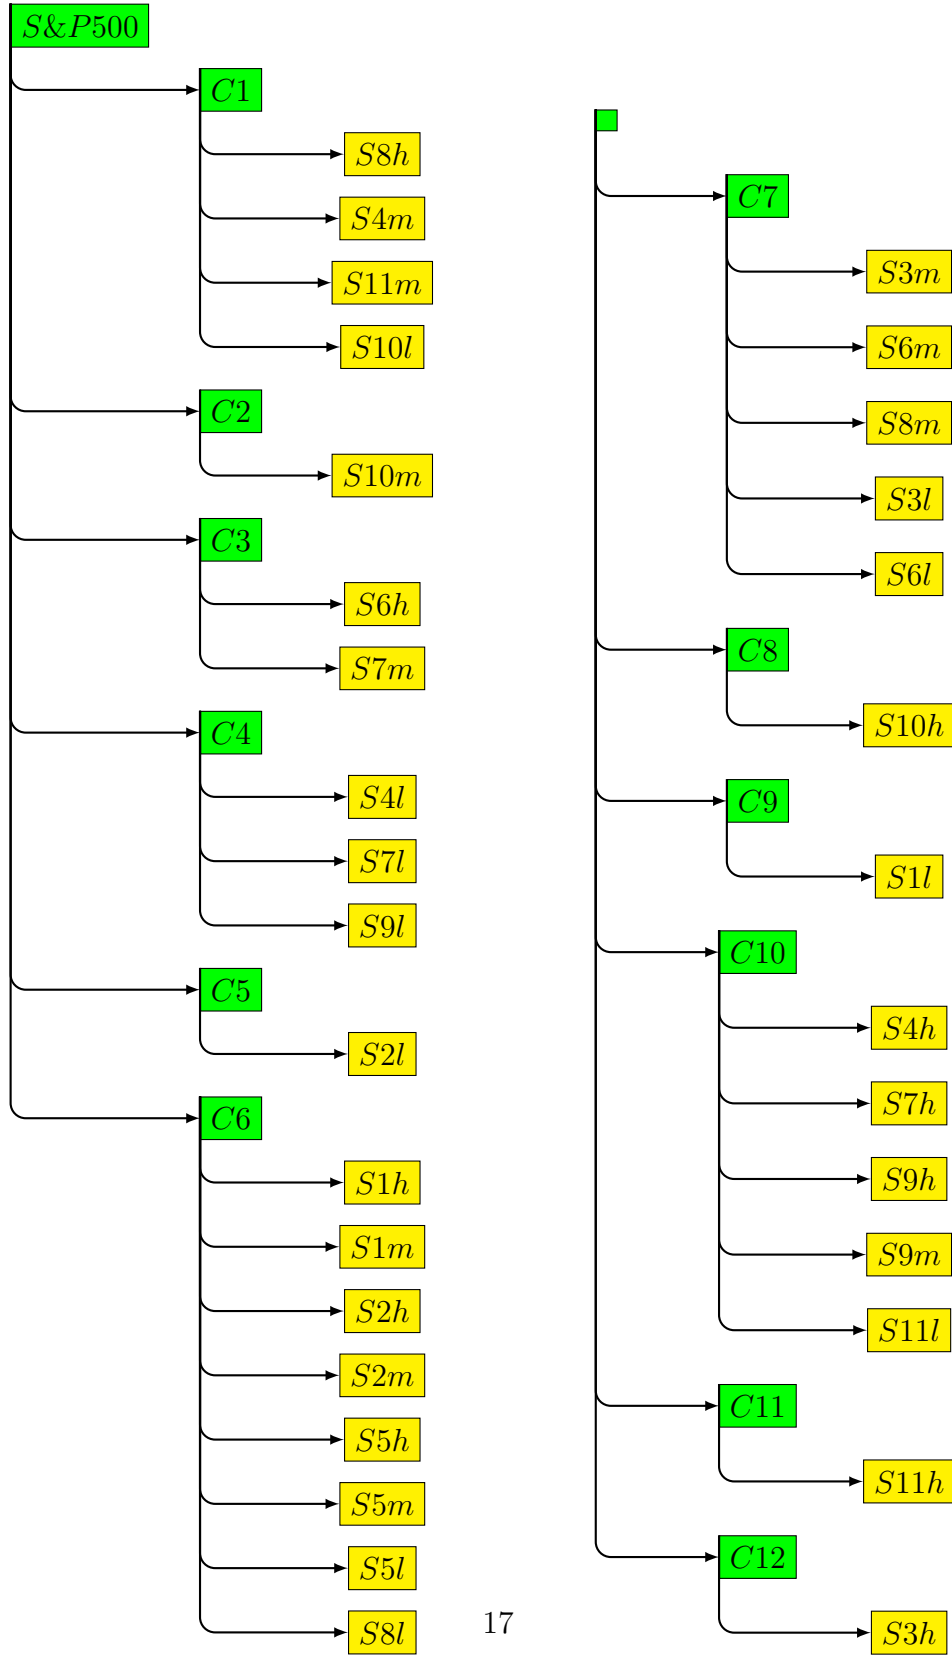 S&P500
C1
S8h
S4m
S11m
S10l
C2
S10m
C3
S6h
S7m
C4
S4l
S7l
S9l
C5
S2l
C6
S1h
S1m
S2h
S2m
S5h
S5m
S5l
S8l
C7
S3m
S6m
S8m
S3l
S6l
C8
S10h
C9
S1l
C10
S4h
S7h
S9h
S9m
S11l
C11
S11h
C12
S3h
17